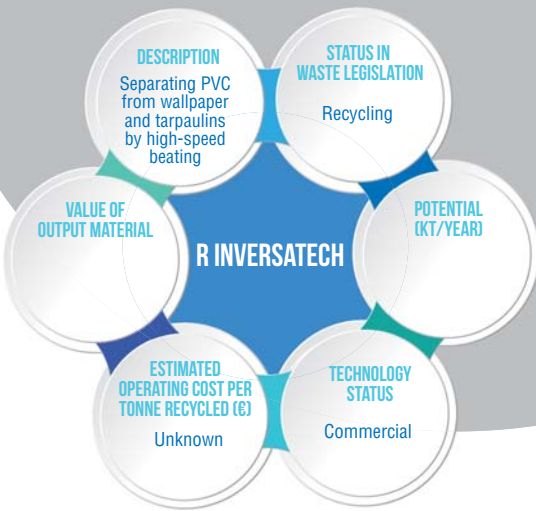 DESCRIPTION
Separating PVC
from wallpaper
and tarpaulins
by high-speed
beating
STATUS IN
WASTE LEGISLATION
Recycling
VALUE OF
OUTPUT MATERIAL
R INVERSATECH
POTENTIAL
(KT/YEAR)
ESTIMATED
OPERATING COST PER
TONNE RECYCLED (€)
Unknown
TECHNOLOGY
STATUS
Commercial